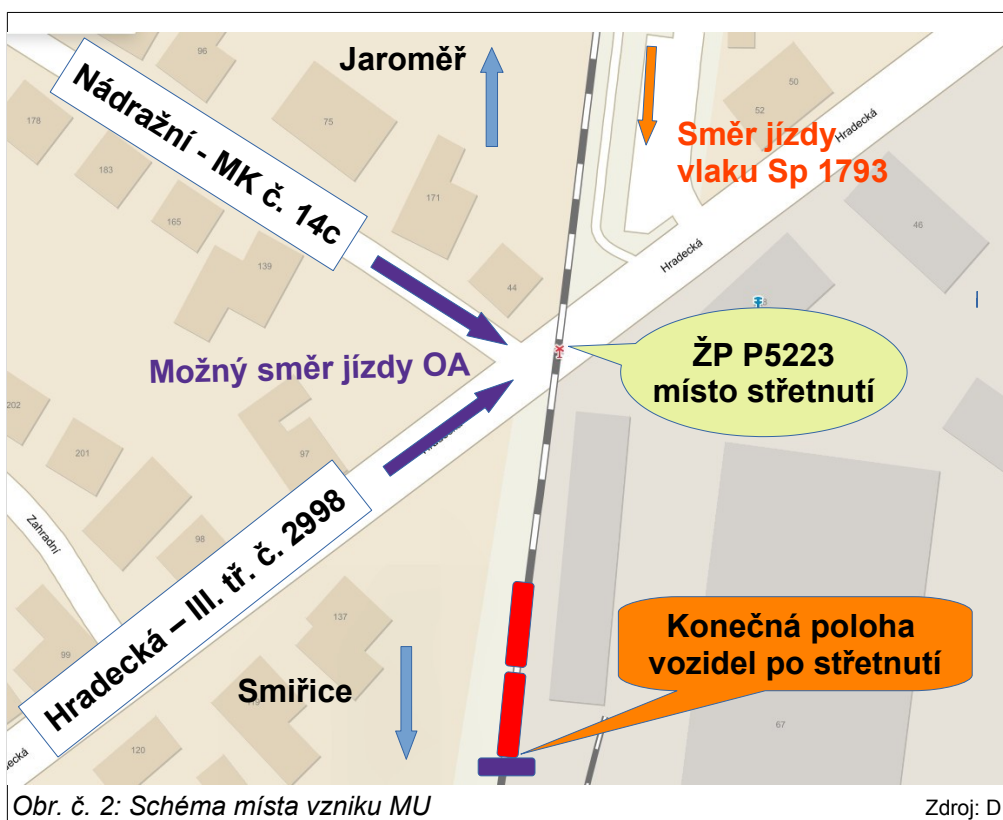 Jaroměř
Nádražní - MK č. 14c
Směr jízdy
vlaku Sp 1793
Hradecká
Hradecká
96
178
75
183
165
171
139
44
50
52
46
Možný směr jízdy OA
ŽP P5223
místo střetnutí
202
201
97
98
Zahradní
Hradecká – III. tř. č. 2998
99
137
120
67
Smiřice
Konečná poloha
vozidel po střetnutí
Obr. č. 2: Schéma místa vzniku MU
Zdroj: D